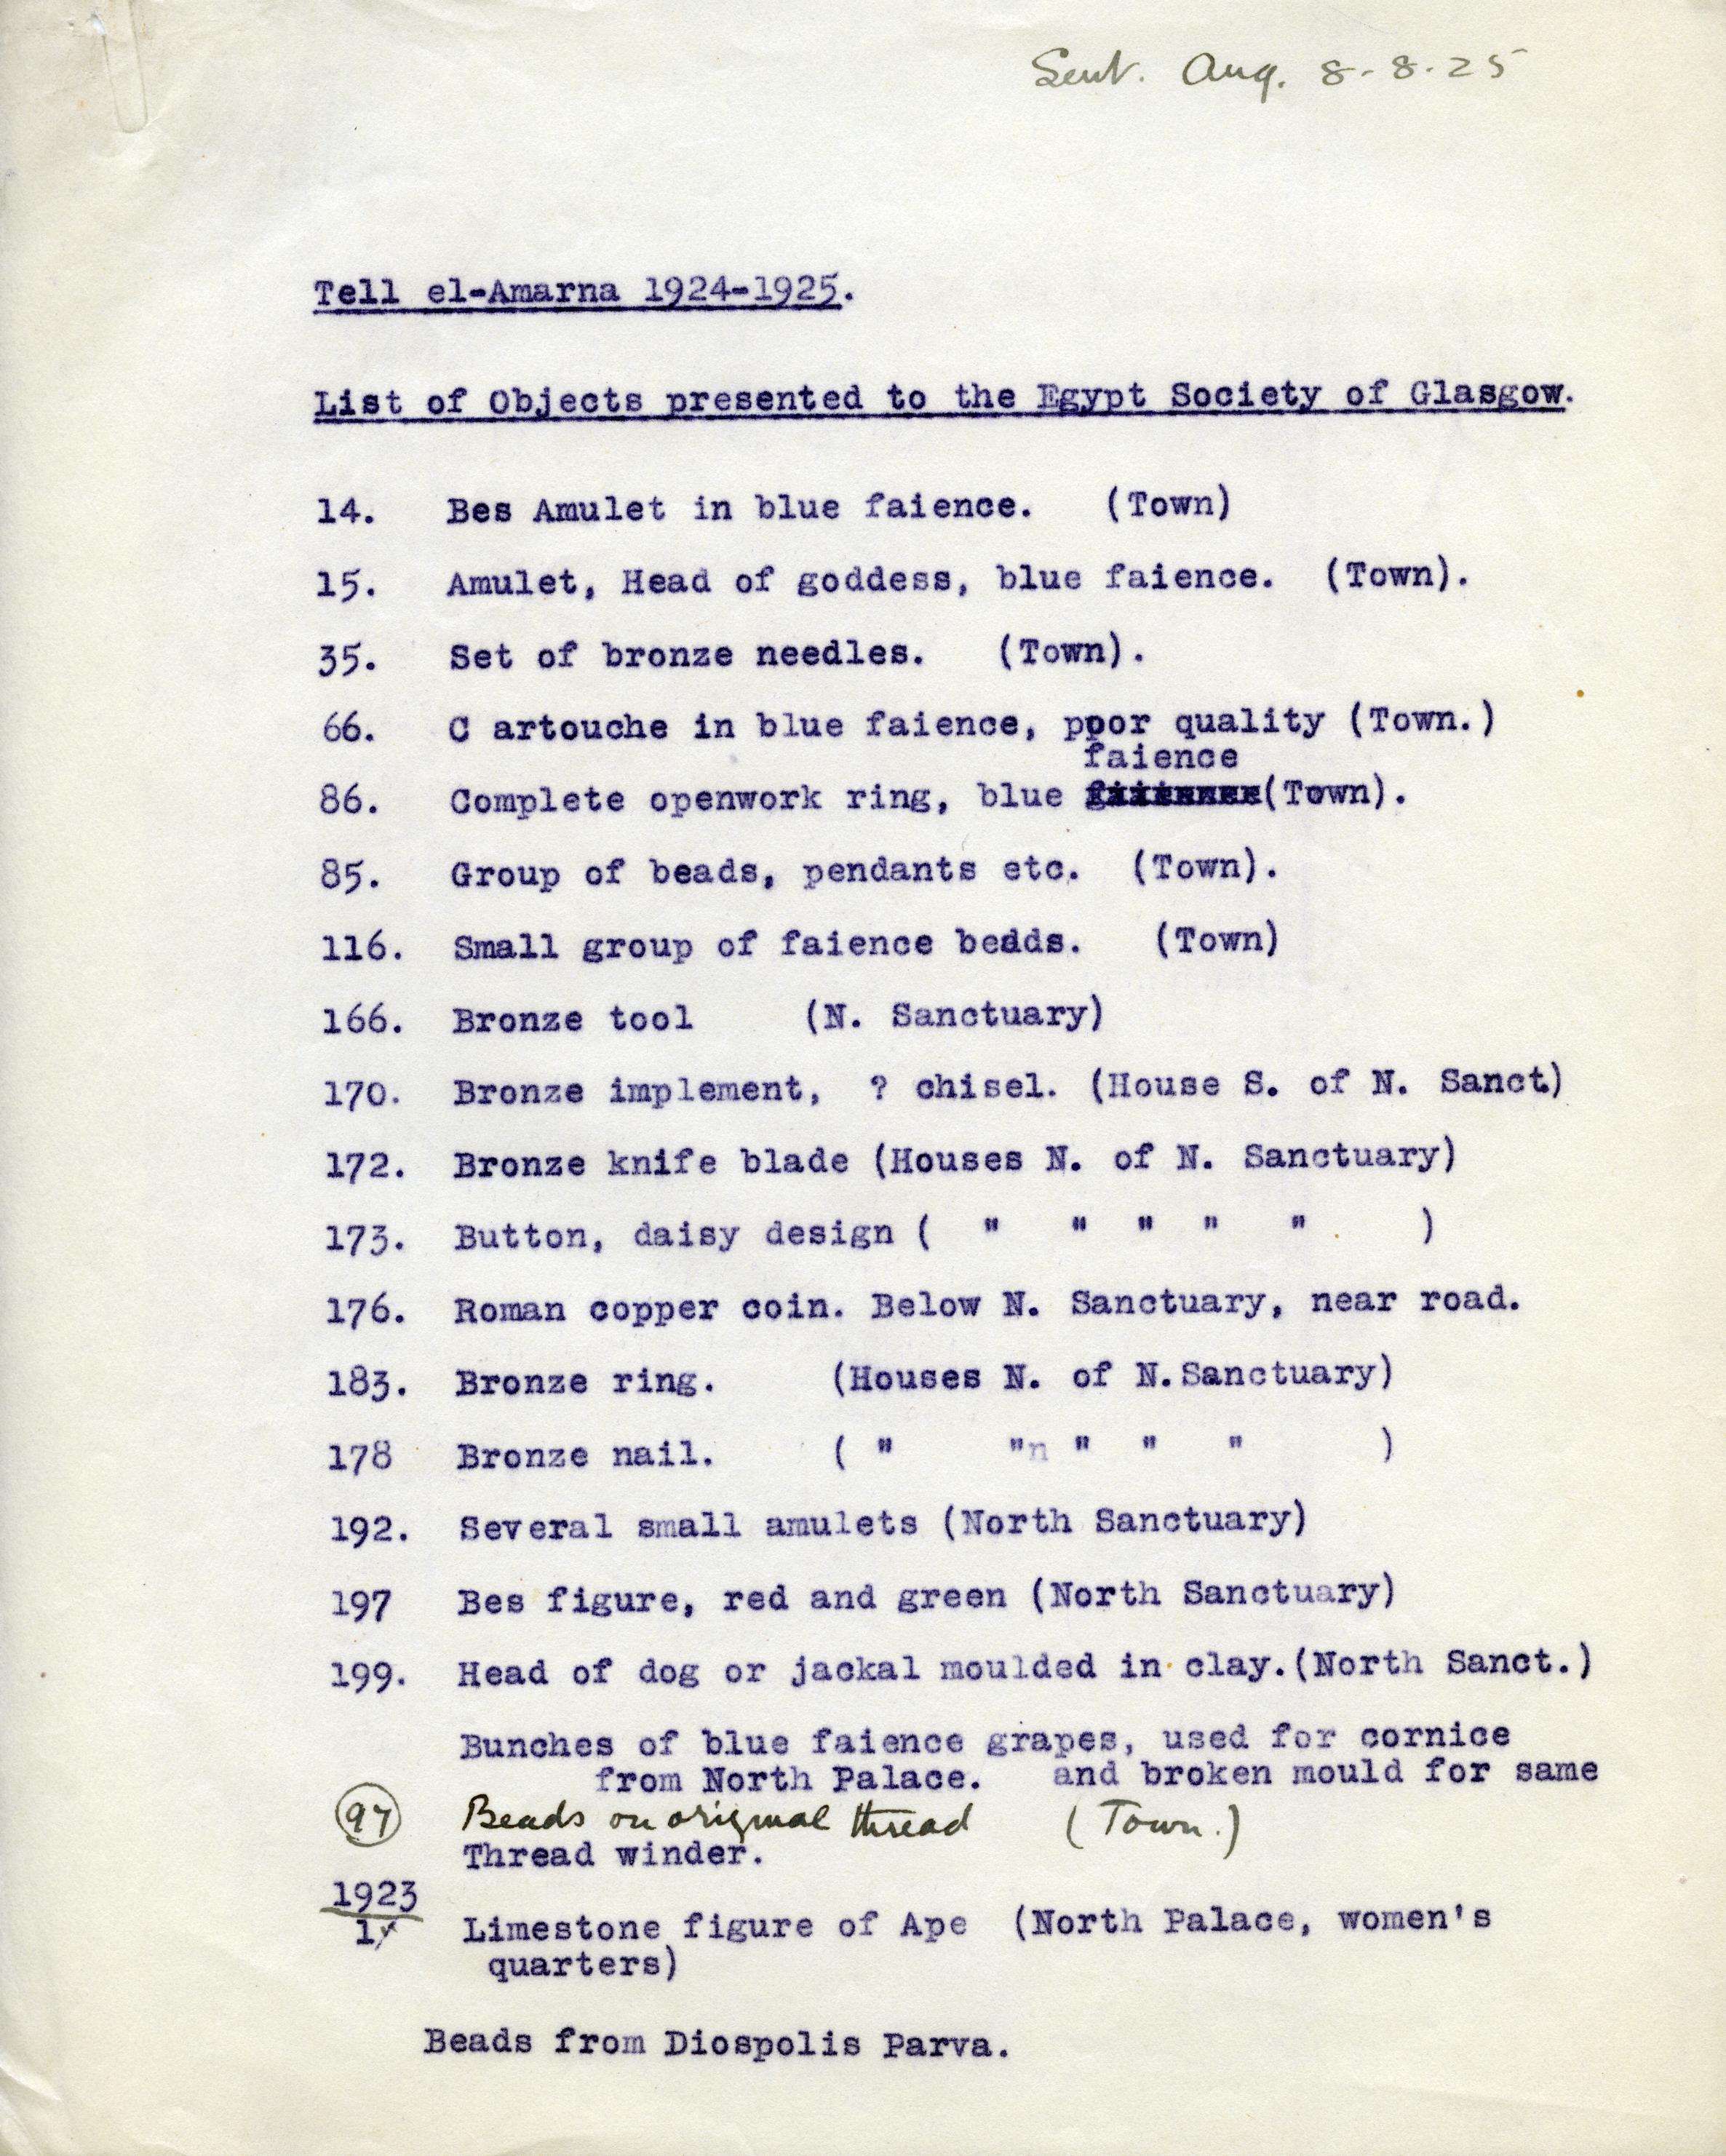 Sent. Aug. 8-8-25
Tell el-Amarna 1924-1925.
List of Objects presented to the Egypt Society of Glasgow.
14. Bes Amulet in blue faience. (Town)
15. Amulet, Head of goddess, blue faience. (Town).
35. Set of bronze needles. (Town).
66. C artouche in blue faience, ppor quality (Town.)
faience
86. Complete openwork ring, blue (Town).
85. Group of beads, pendants etc. (Town).
116. Small group of faience bedds. (Town)
166. Bronze tool (N. Sanctuary)
170. Bronze implement, ? chisel. (House S. of N. Sanct)
172. Bronze knife blade (Houses N. of N. Sanctuary)
173. Button, daisy design ( " " " " " )
176. Roman copper coin. Below N. Sanctuary, near road.
183. Bronze ring. (Houses N. of N.Sanctuary)
178 Bronze nail. ( " "n " " " )
192. Several small amulets (North Sanctuary)
197 Bes figure, red and green (North Sanctuary)
199. Head of dog or jackal moulded in clay.(North Sanct.)
Bunches of blue faience grapes, used for cornice
from North Palace. and broken mould for same
97 Beads on original thread (Town.)
Thread winder.
1923
1 Limestone figure of Ape (North Palace, women's
quarters)
Beads from Diospolis Parva.